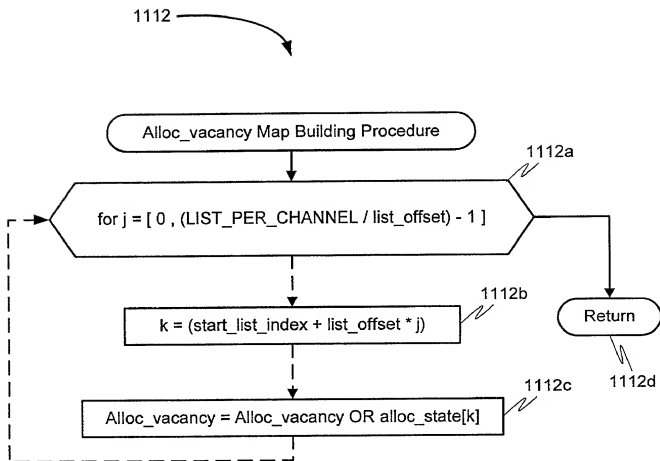 1112
Alloc_vacancy Map Building Procedure
1112a
for j = [ 0 , (LIST_PER_CHANNEL / list_offset) - 1 ]
1112b
k = (start_list_index + list_offset * j)
Return
1112d
1112c
Alloc_vacancy = Alloc_vacancy OR alloc_state[k]